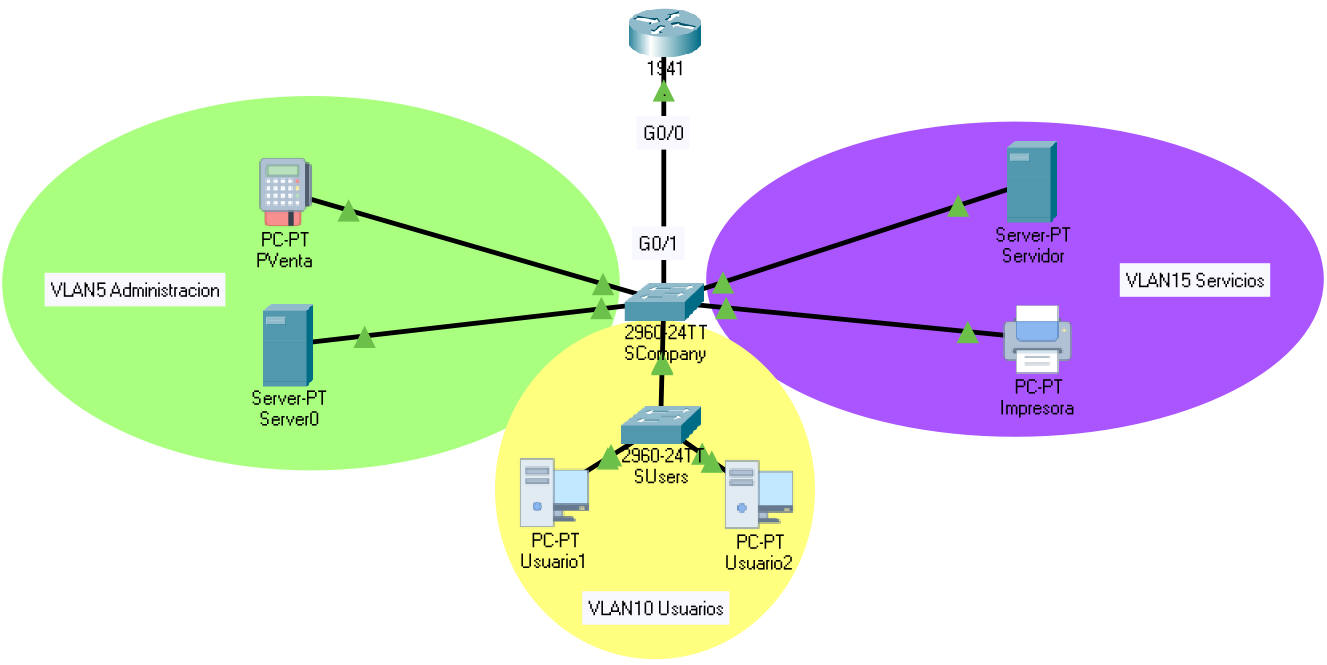 1941
G0/0
G0/1
PC-PT
PVenta
VLAN5 Administracion
Server-PT
Server0
2960-24TT
SCompany
Server-PT
Servidor
VLAN15 Servicios
PC-PT
Impresora
2960-24TT
SUsers
PC-PT
Usuario1
PC-PT
Usuario2
VLAN10 Usuarios